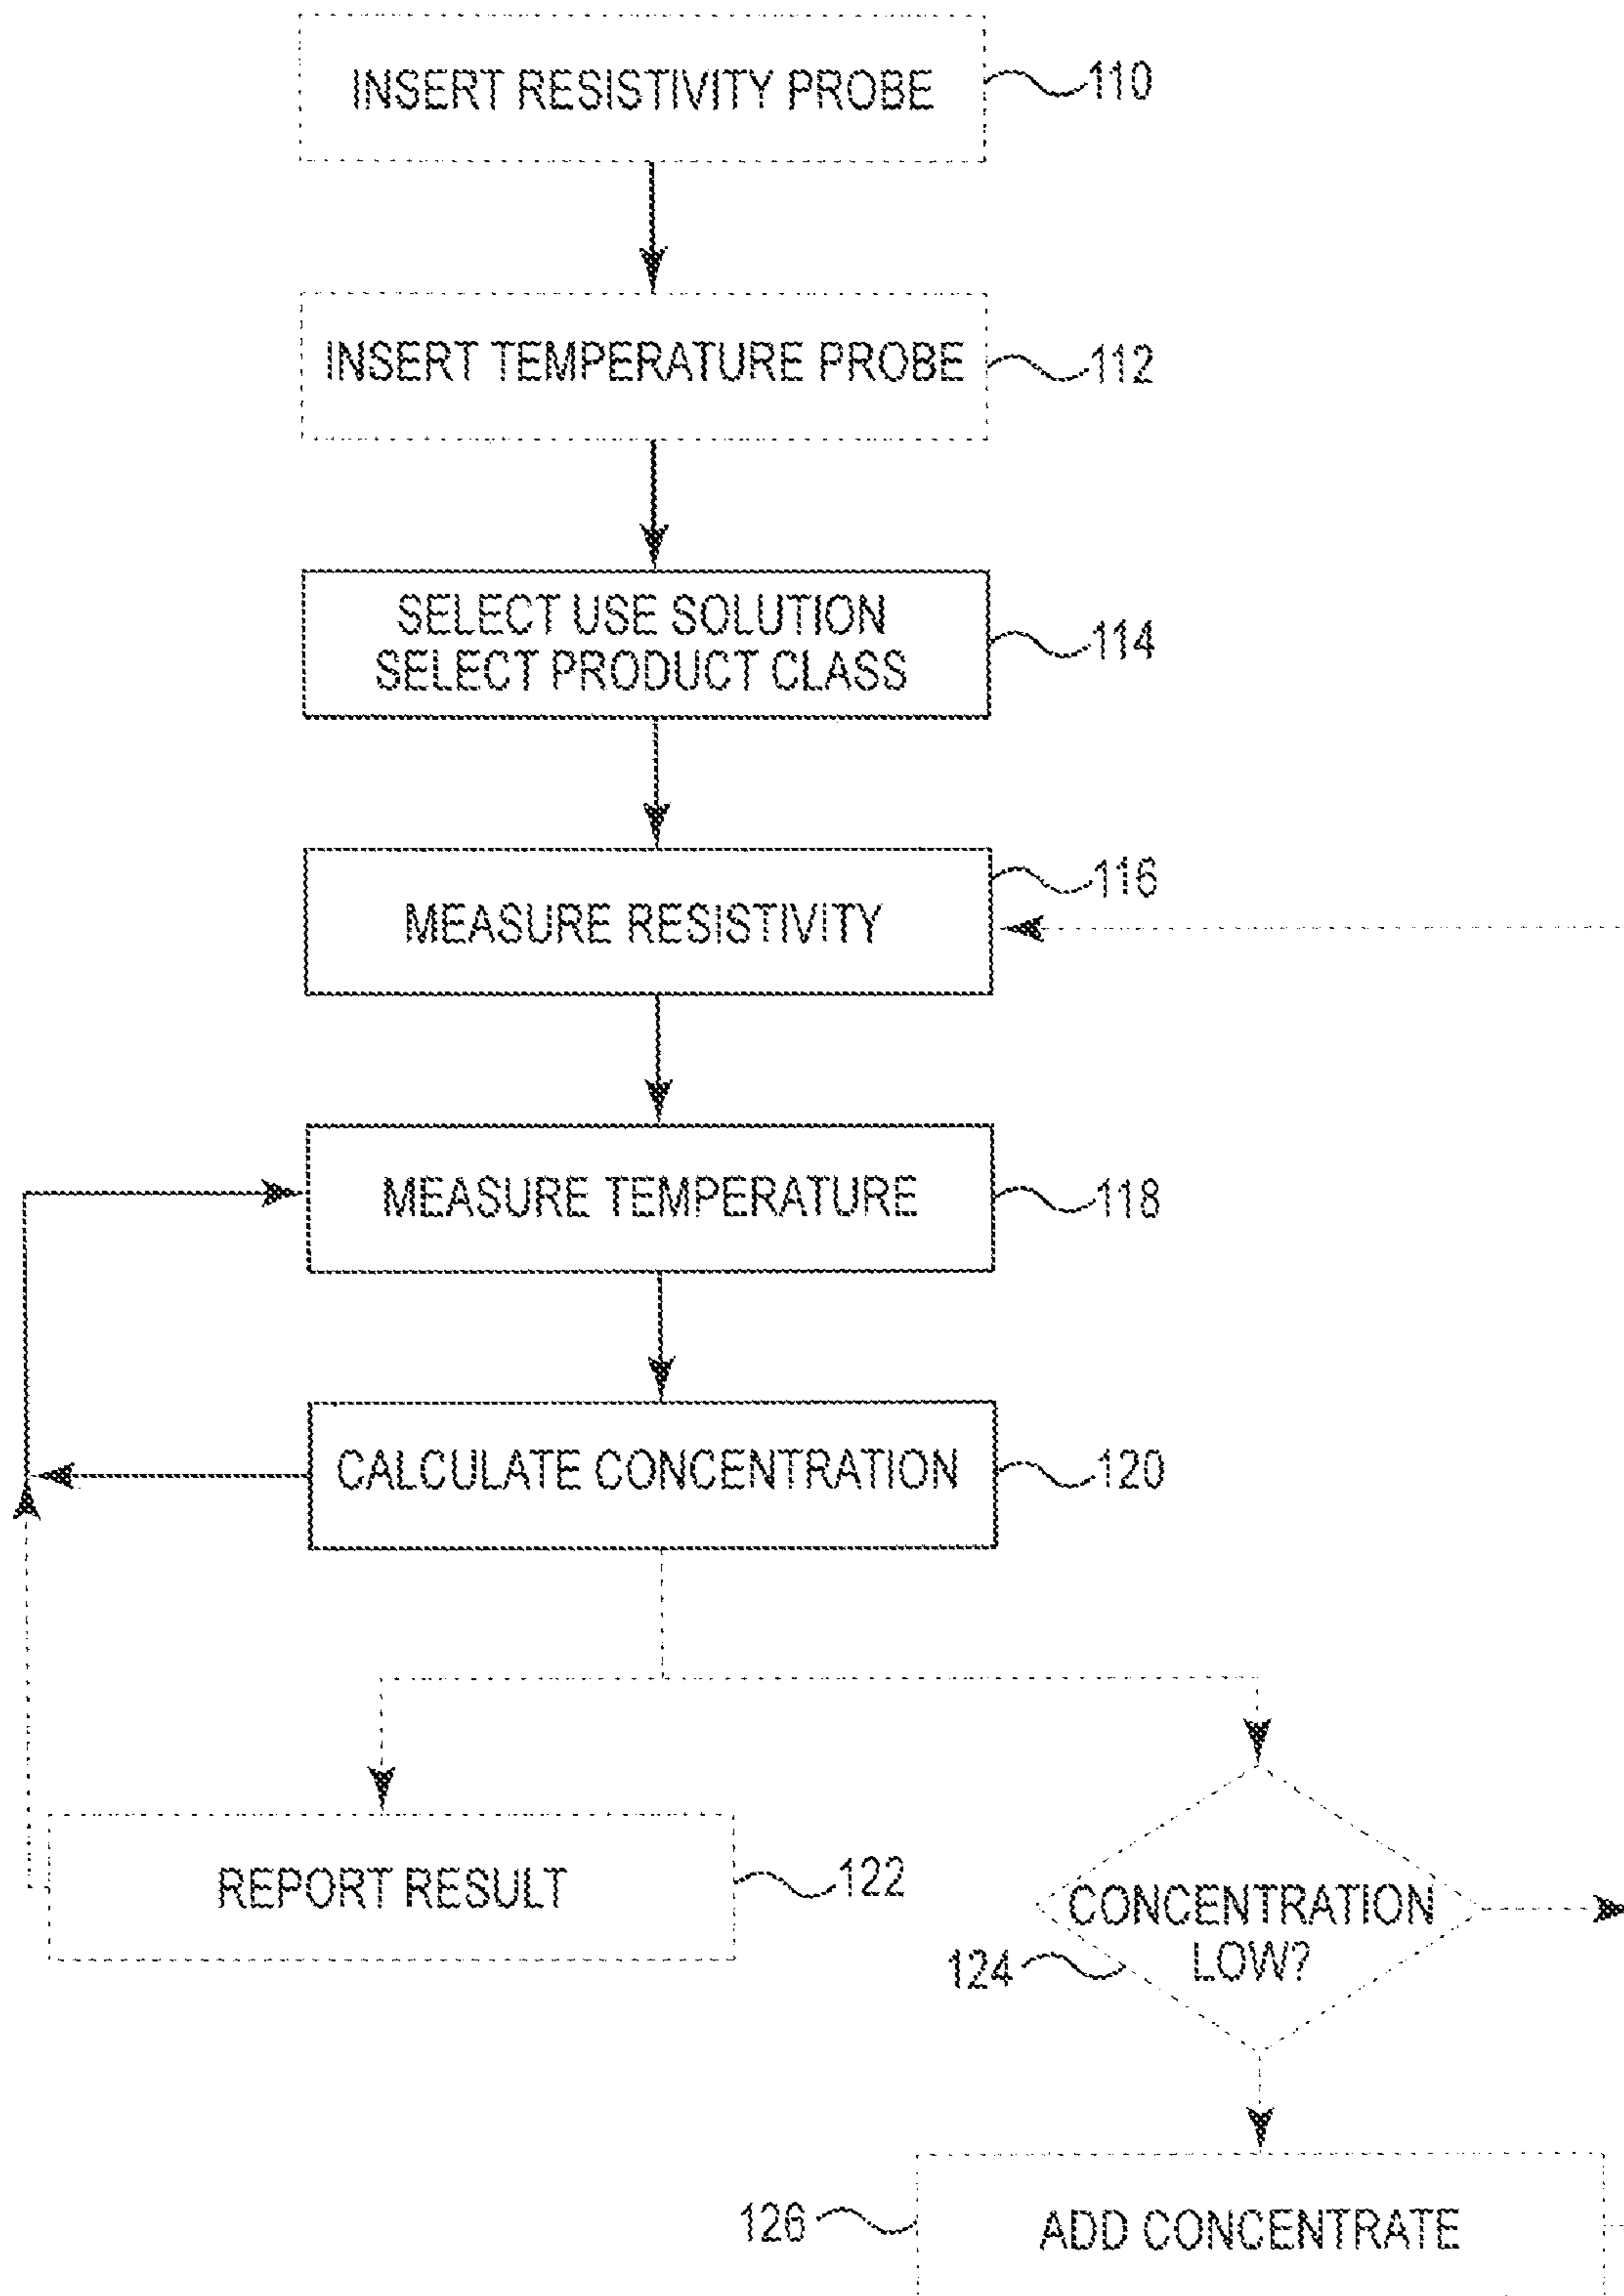 INSERT RESISTIVITY PROBE
110
INSERT TEMPERATURE PROBE
112
SELECT USE SOLUTION
SELECT PRODUCT CLASS
114
116
MEASURE RESISTIVITY
MEASURE TEMPERATURE
118
CALCULATE CONCENTRATION
120
REPORT RESULT
122
CONCENTRATION
LOW?
124
126
ADD CONCENTRATE